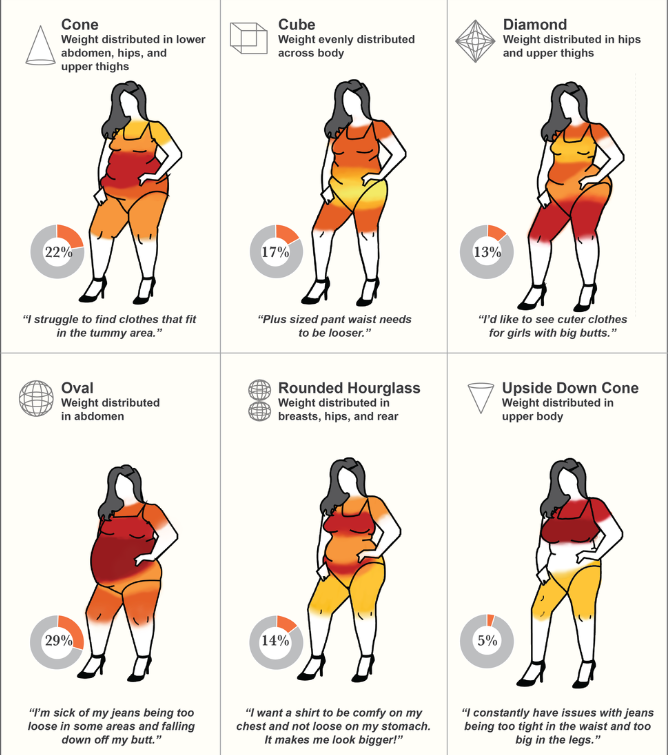 Cone
Weight distributed in lower
abdomen, hips, and
upper thighs
22%
“I struggle to find clothes that fit
in the tummy area.”
Cube
Weight evenly distributed
across body
17%
“Plus sized pant waist needs
to be looser.”
Diamond
Weight distributed in hips
and upper thighs
13%
“I’d like to see cuter clothes
for girls with big butts.”
Oval
Weight distributed
in abdomen
29%
“I’m sick of my jeans being too
loose in some areas and falling
down off my butt.”
Rounded Hourglass
Weight distributed in
breasts, hips, and rear
14%
“I want a shirt to be comfy on my
chest and not loose on my stomach.
It makes me look bigger!”
Upside Down Cone
Weight distributed in
upper body
5%
“I constantly have issues with jeans
being too tight in the waist and too
big in the legs.”